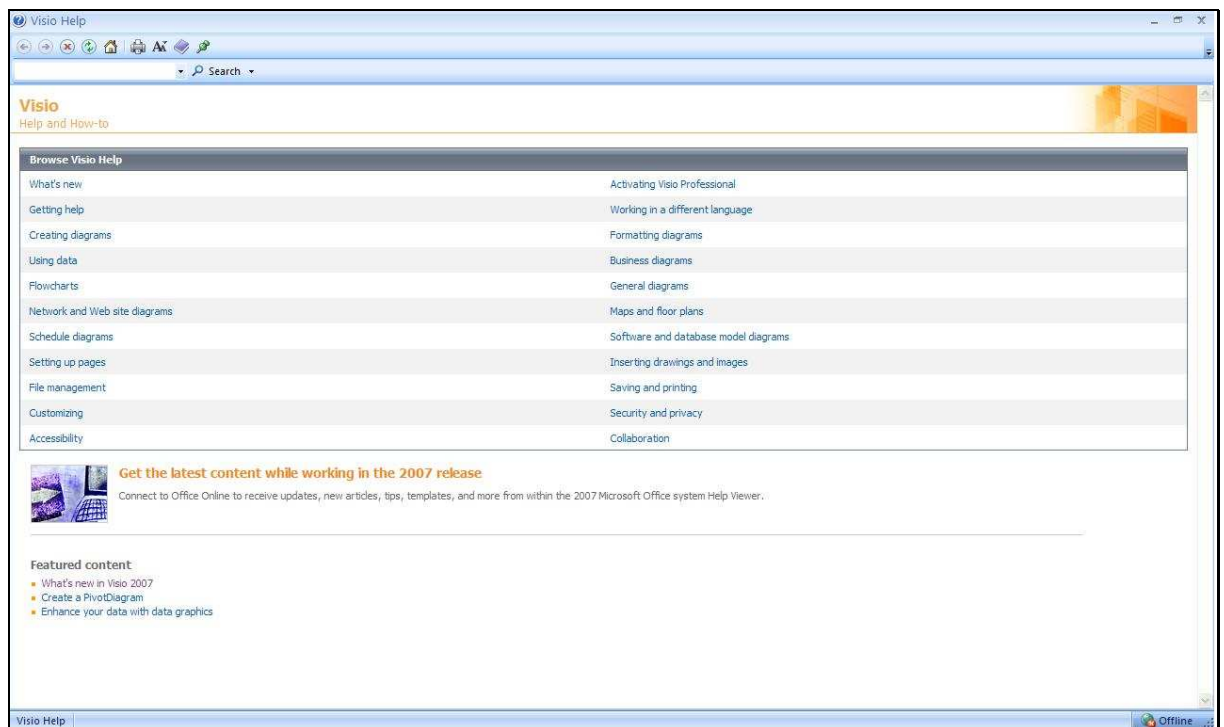 Visio Help
Search
Visio
Help and How-to
Browse Visio Help
What's new
Activating Visio Professional
Getting help
Working in a different language
Creating diagrams
Formatting diagrams
Using data
Business diagrams
Flowcharts
General diagrams
Network and Web site diagrams
Maps and floor plans
Schedule diagrams
Software and database model diagrams
Setting up pages
Inserting drawings and images
File management
Saving and printing
Customizing
Security and privacy
Accessibility
Collaboration
Get the latest content while working in the 2007 release
Connect to Office Online to receive updates, new articles, tips, templates, and more from within the 2007 Microsoft Office system Help Viewer.
Featured content
What's new in Visio 2007
Create a PivotDiagram
Enhance your data with data graphics
Visio Help
Offline